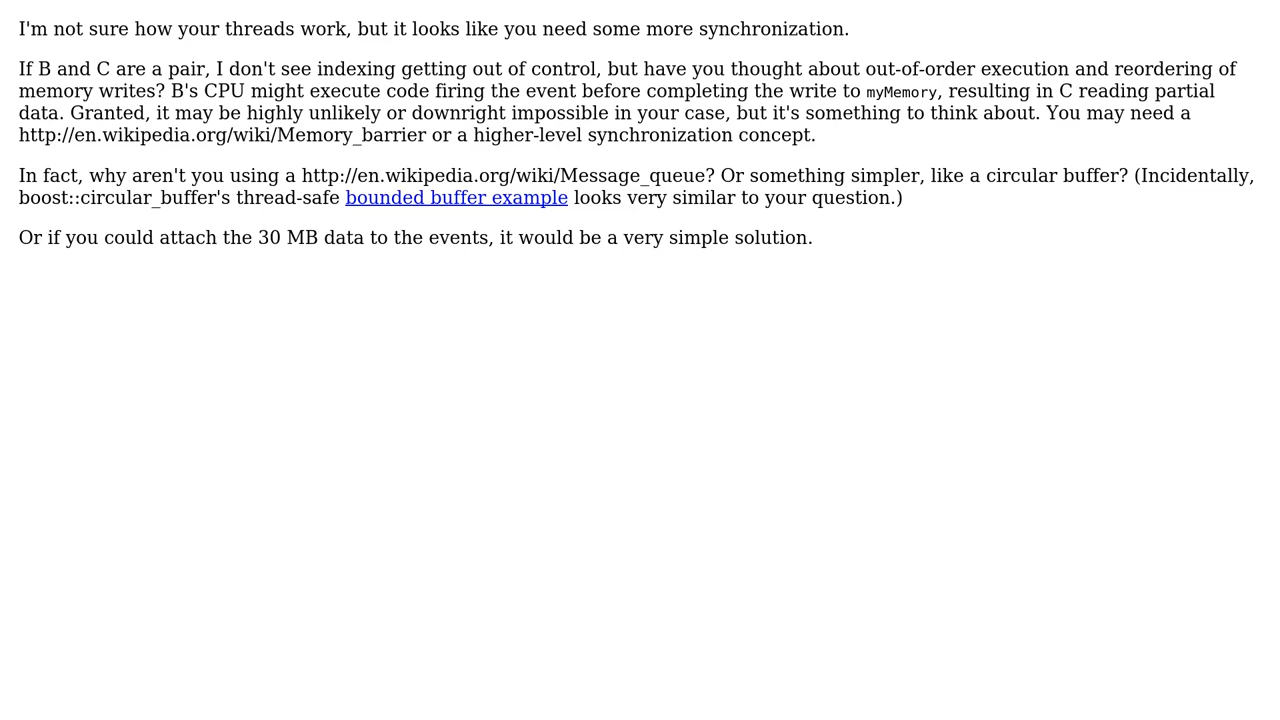 I'm not sure how your threads work, but it looks like you need some more synchronization.
If B and C are a pair, I don't see indexing getting out of control, but have you thought about out-of-order execution and reordering of
memory writes? B's CPU might execute code firing the event before completing the write to myMemory, resulting in C reading partial
data. Granted, it may be highly unlikely or downright impossible in your case, but it's something to think about. You may need a
http://en.wikipedia.org/wiki/Memory_barrier or a higher-level synchronization concept.
In fact, why aren't you using a http://en.wikipedia.org/wiki/Message_queue? Or something simpler, like a circular buffer? (Incidentally,
boost::circular_buffer's thread-safe bounded buffer example looks very similar to your question.)
Or if you could attach the 30 MB data to the events, it would be a very simple solution.